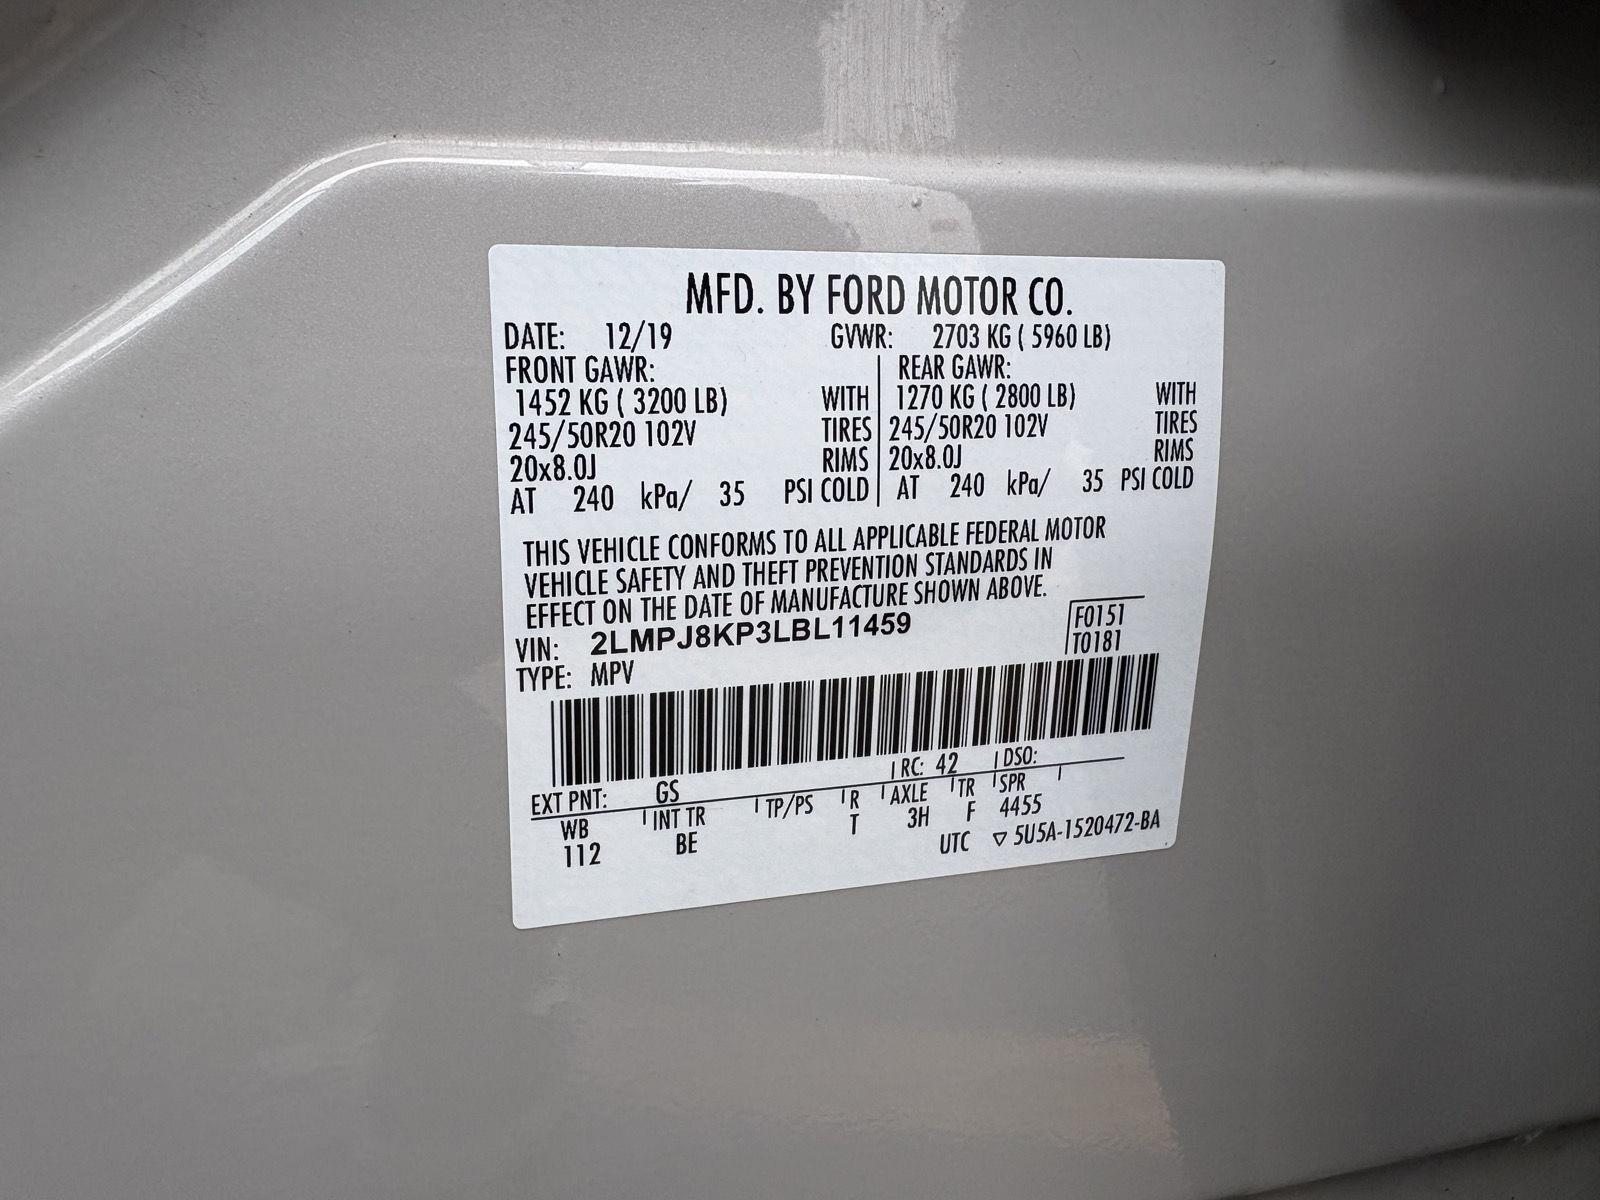 MFD. BY FORD MOTOR CO.
DATE: 12/19 GVWR: 2703 KG ( 5960 LB)
FRONT GAWR: REAR GAWR:
1452 KG ( 3200 LB) WITH 1270 KG ( 2800 LB) WITH
245/50R20 102V TIRES 245/50R20 102V TIRES
20x8.0J RIMS 20x8.0J RIMS
AT 240 kPa/ 35 PSI COLD AT 240 kPa/ 35 PSI COLD
THIS VEHICLE CONFORMS TO ALL APPLICABLE FEDERAL MOTOR
VEHICLE SAFETY AND THEFT PREVENTION STANDARDS IN
EFFECT ON THE DATE OF MANUFACTURE SHOWN ABOVE.
VIN: 2LMPJ8KP3LBL11459 F0151
TYPE: MPV T0181
EXT PNT: GS RC: 42 DSO:
WB INT TR TP/PS R AXLE TR SPR
112 BE T 3H F 4455
UTC ▽ 5U5A-1520472-BA